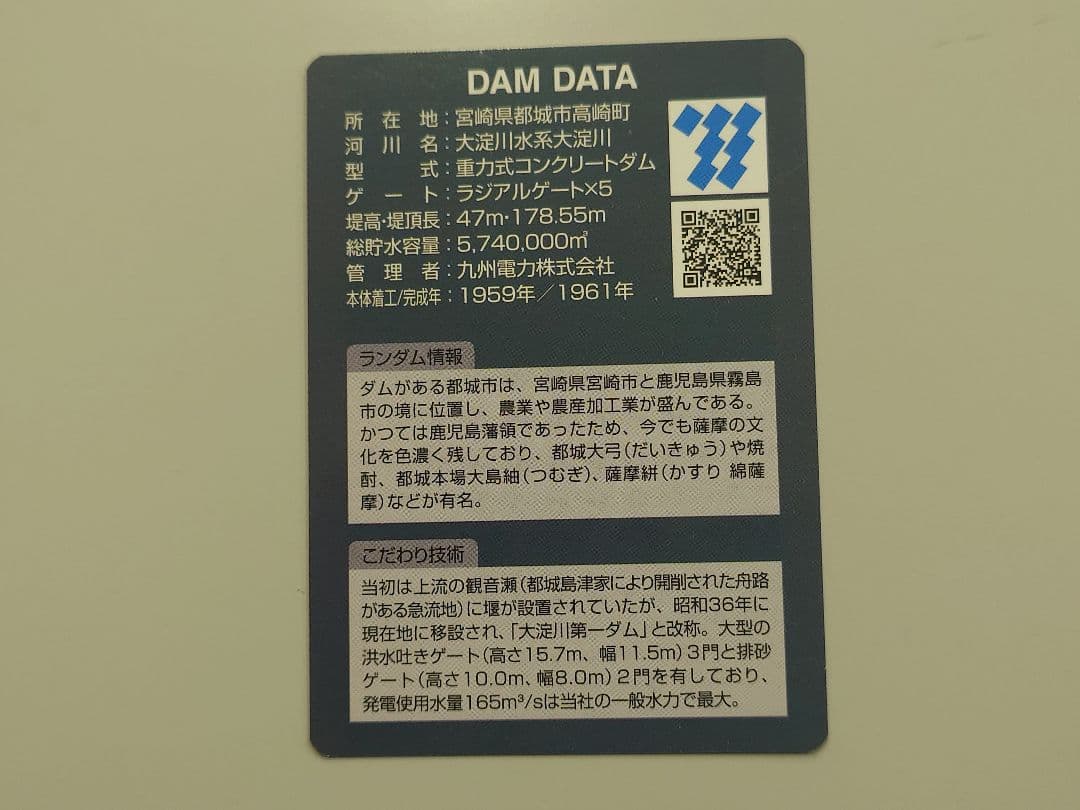 DAM DATA
所在地:宮崎県都城市高崎町
河川名:大淀川水系大淀川
型式:重力式コンクリートダム
ゲート:ラジアルゲート×5
堤高・堤頂長:47m・178.55m
総貯水容量:5,740,000㎥
管理者:九州電力株式会社
本体着工/完成年:1959年/1961年
ランダム情報
ダムがある都城市は、宮崎県宮崎市と鹿児島県霧島
市の境に位置し、農業や農産加工業が盛んである。
かつては鹿児島藩領であったため、今でも薩摩の文
化を色濃く残しており、都城大弓(だいきゅう)や焼
酎、都城本場大島紬(つむぎ)、薩摩絣(かすり 綿薩
摩)などが有名。
こだわり技術
当初は上流の観音瀬(都城島津家により開削された舟路
がある急流地)に堰が設置されていたが、昭和36年に
現在地に移設され、「大淀川第一ダム」と改称。大型の
洪水吐きゲート(高さ15.7m、幅11.5m)3門と排砂
ゲート(高さ10.0m、幅8.0m)2門を有しており、
発電使用水量165m³/sは当社の一般水力で最大。